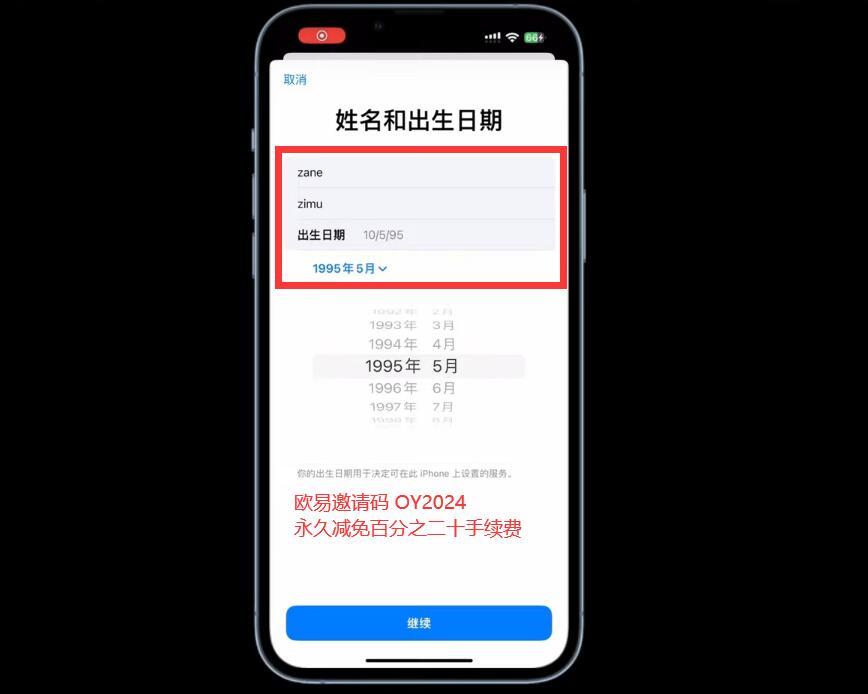 66
取消
姓名和出生日期
zane
zimu
出生日期 10/5/95
1995年5月
1992年 2月
1993年 3月
1994年 4月
1995年 5月
1996年 6月
1997年 7月
1998年 8月
你的出生日期用于决定可在此 iPhone 上设置的服务。
欧易邀请码 OY2024
永久减免百分之二十手续费
继续